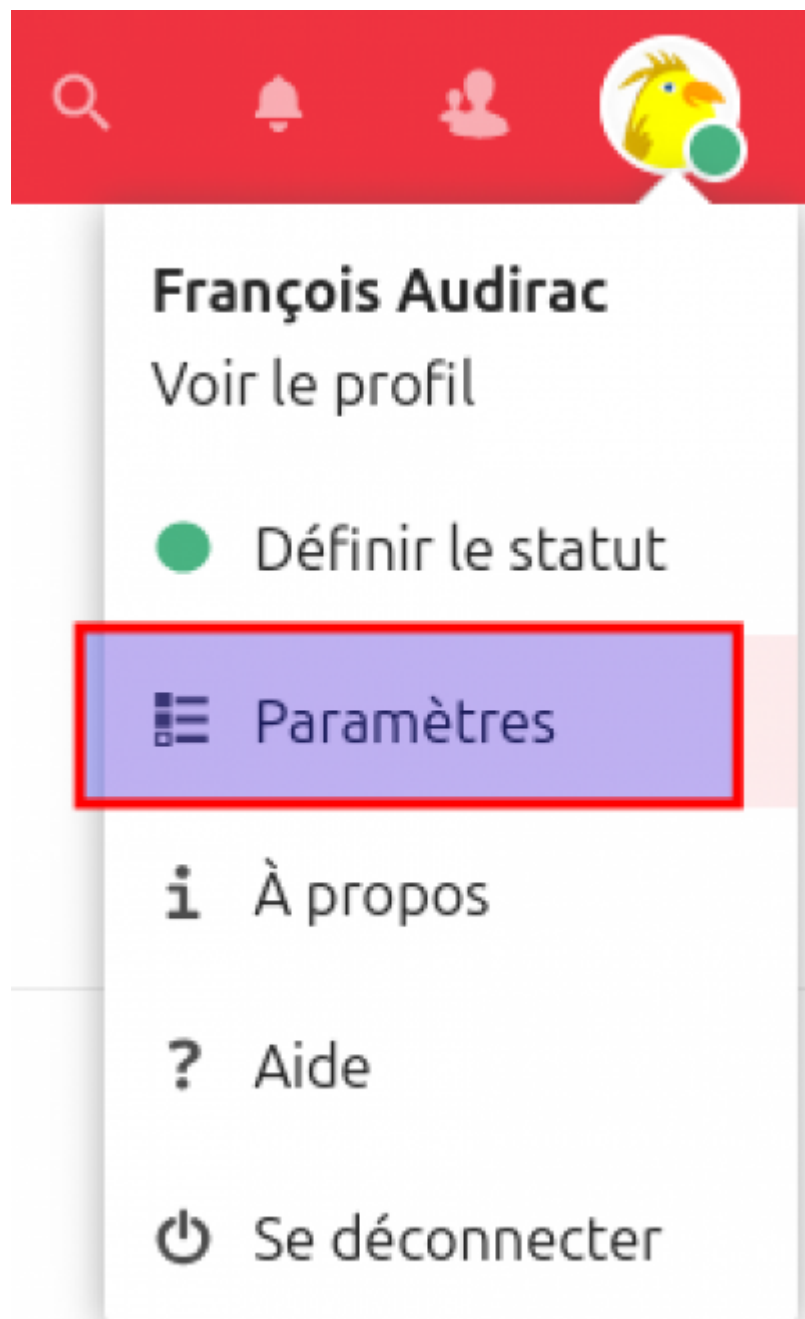 François Audirac
Voir le profil
Définir le statut
Paramètres
À propos
Aide
Se déconnecter